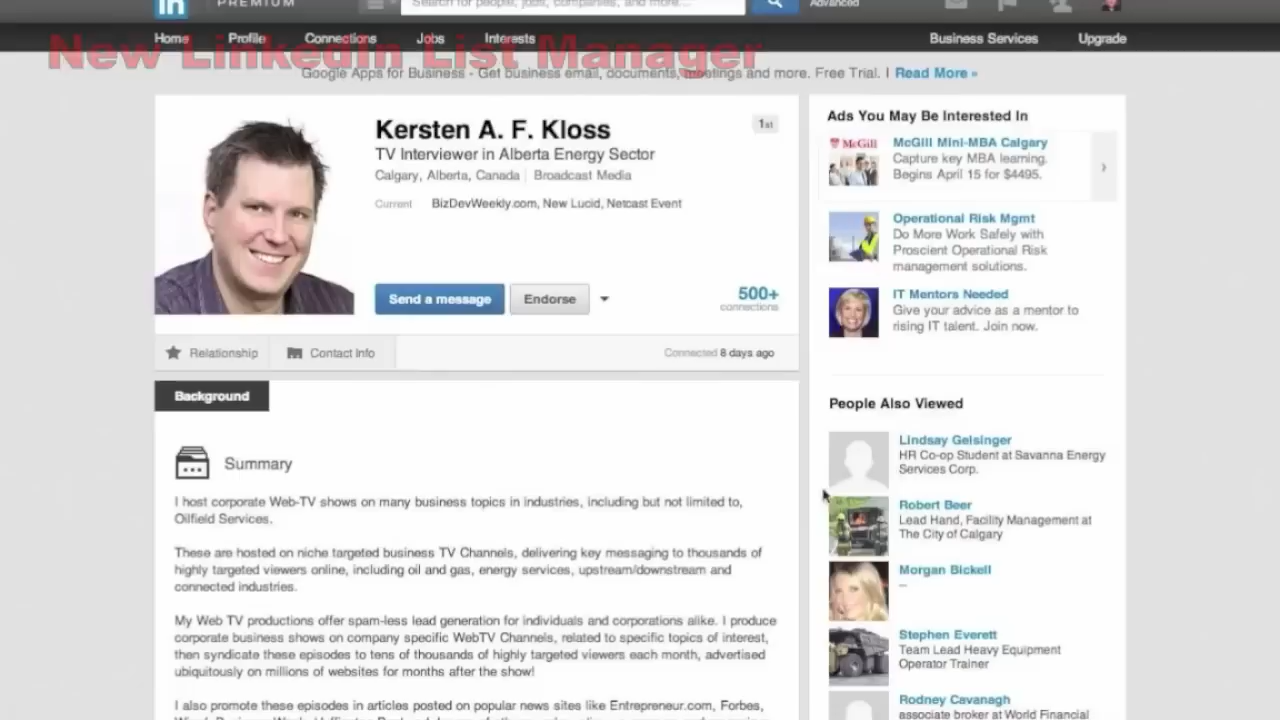 in PREMIUM
Search for people, jobs, companies, and more...
Advanced
Home Profile Connections Jobs Interests Business Services Upgrade
New LinkedIn List Manager
Google Apps for Business - Get business email, documents, meetings and more. Free Trial. | Read More »
Kersten A. F. Kloss
1st
TV Interviewer in Alberta Energy Sector
Calgary, Alberta, Canada | Broadcast Media
Current BizDevWeekly.com, New Lucid, Netcast Event
Send a message
Endorse
500+
connections
Relationship
Contact Info
Connected 8 days ago
Background
Summary
I host corporate Web-TV shows on many business topics in industries, including but not limited to,
Oilfield Services.
These are hosted on niche targeted business TV Channels, delivering key messaging to thousands of
highly targeted viewers online, including oil and gas, energy services, upstream/downstream and
connected industries.
My Web TV productions offer spam-less lead generation for individuals and corporations alike. I produce
corporate business shows on company specific WebTV Channels, related to specific topics of interest,
then syndicate these episodes to tens of thousands of highly targeted viewers each month, advertised
ubiquitously on millions of websites for months after the show!
I also promote these episodes in articles posted on popular news sites like Entrepreneur.com, Forbes,
Ads You May Be Interested In
McGill
McGill Mini-MBA Calgary
Capture key MBA learning.
Begins April 15 for $4495.
Operational Risk Mgmt
Do More Work Safely with
Proscient Operational Risk
management solutions.
IT Mentors Needed
Give your advice as a mentor to
rising IT talent. Join now.
People Also Viewed
Lindsay Gelsinger
HR Co-op Student at Savanna Energy
Services Corp.
Robert Beer
Lead Hand, Facility Management at
The City of Calgary
Morgan Bickell
--
Stephen Everett
Team Lead Heavy Equipment
Operator Trainer
Rodney Cavanagh
associate broker at World Financial